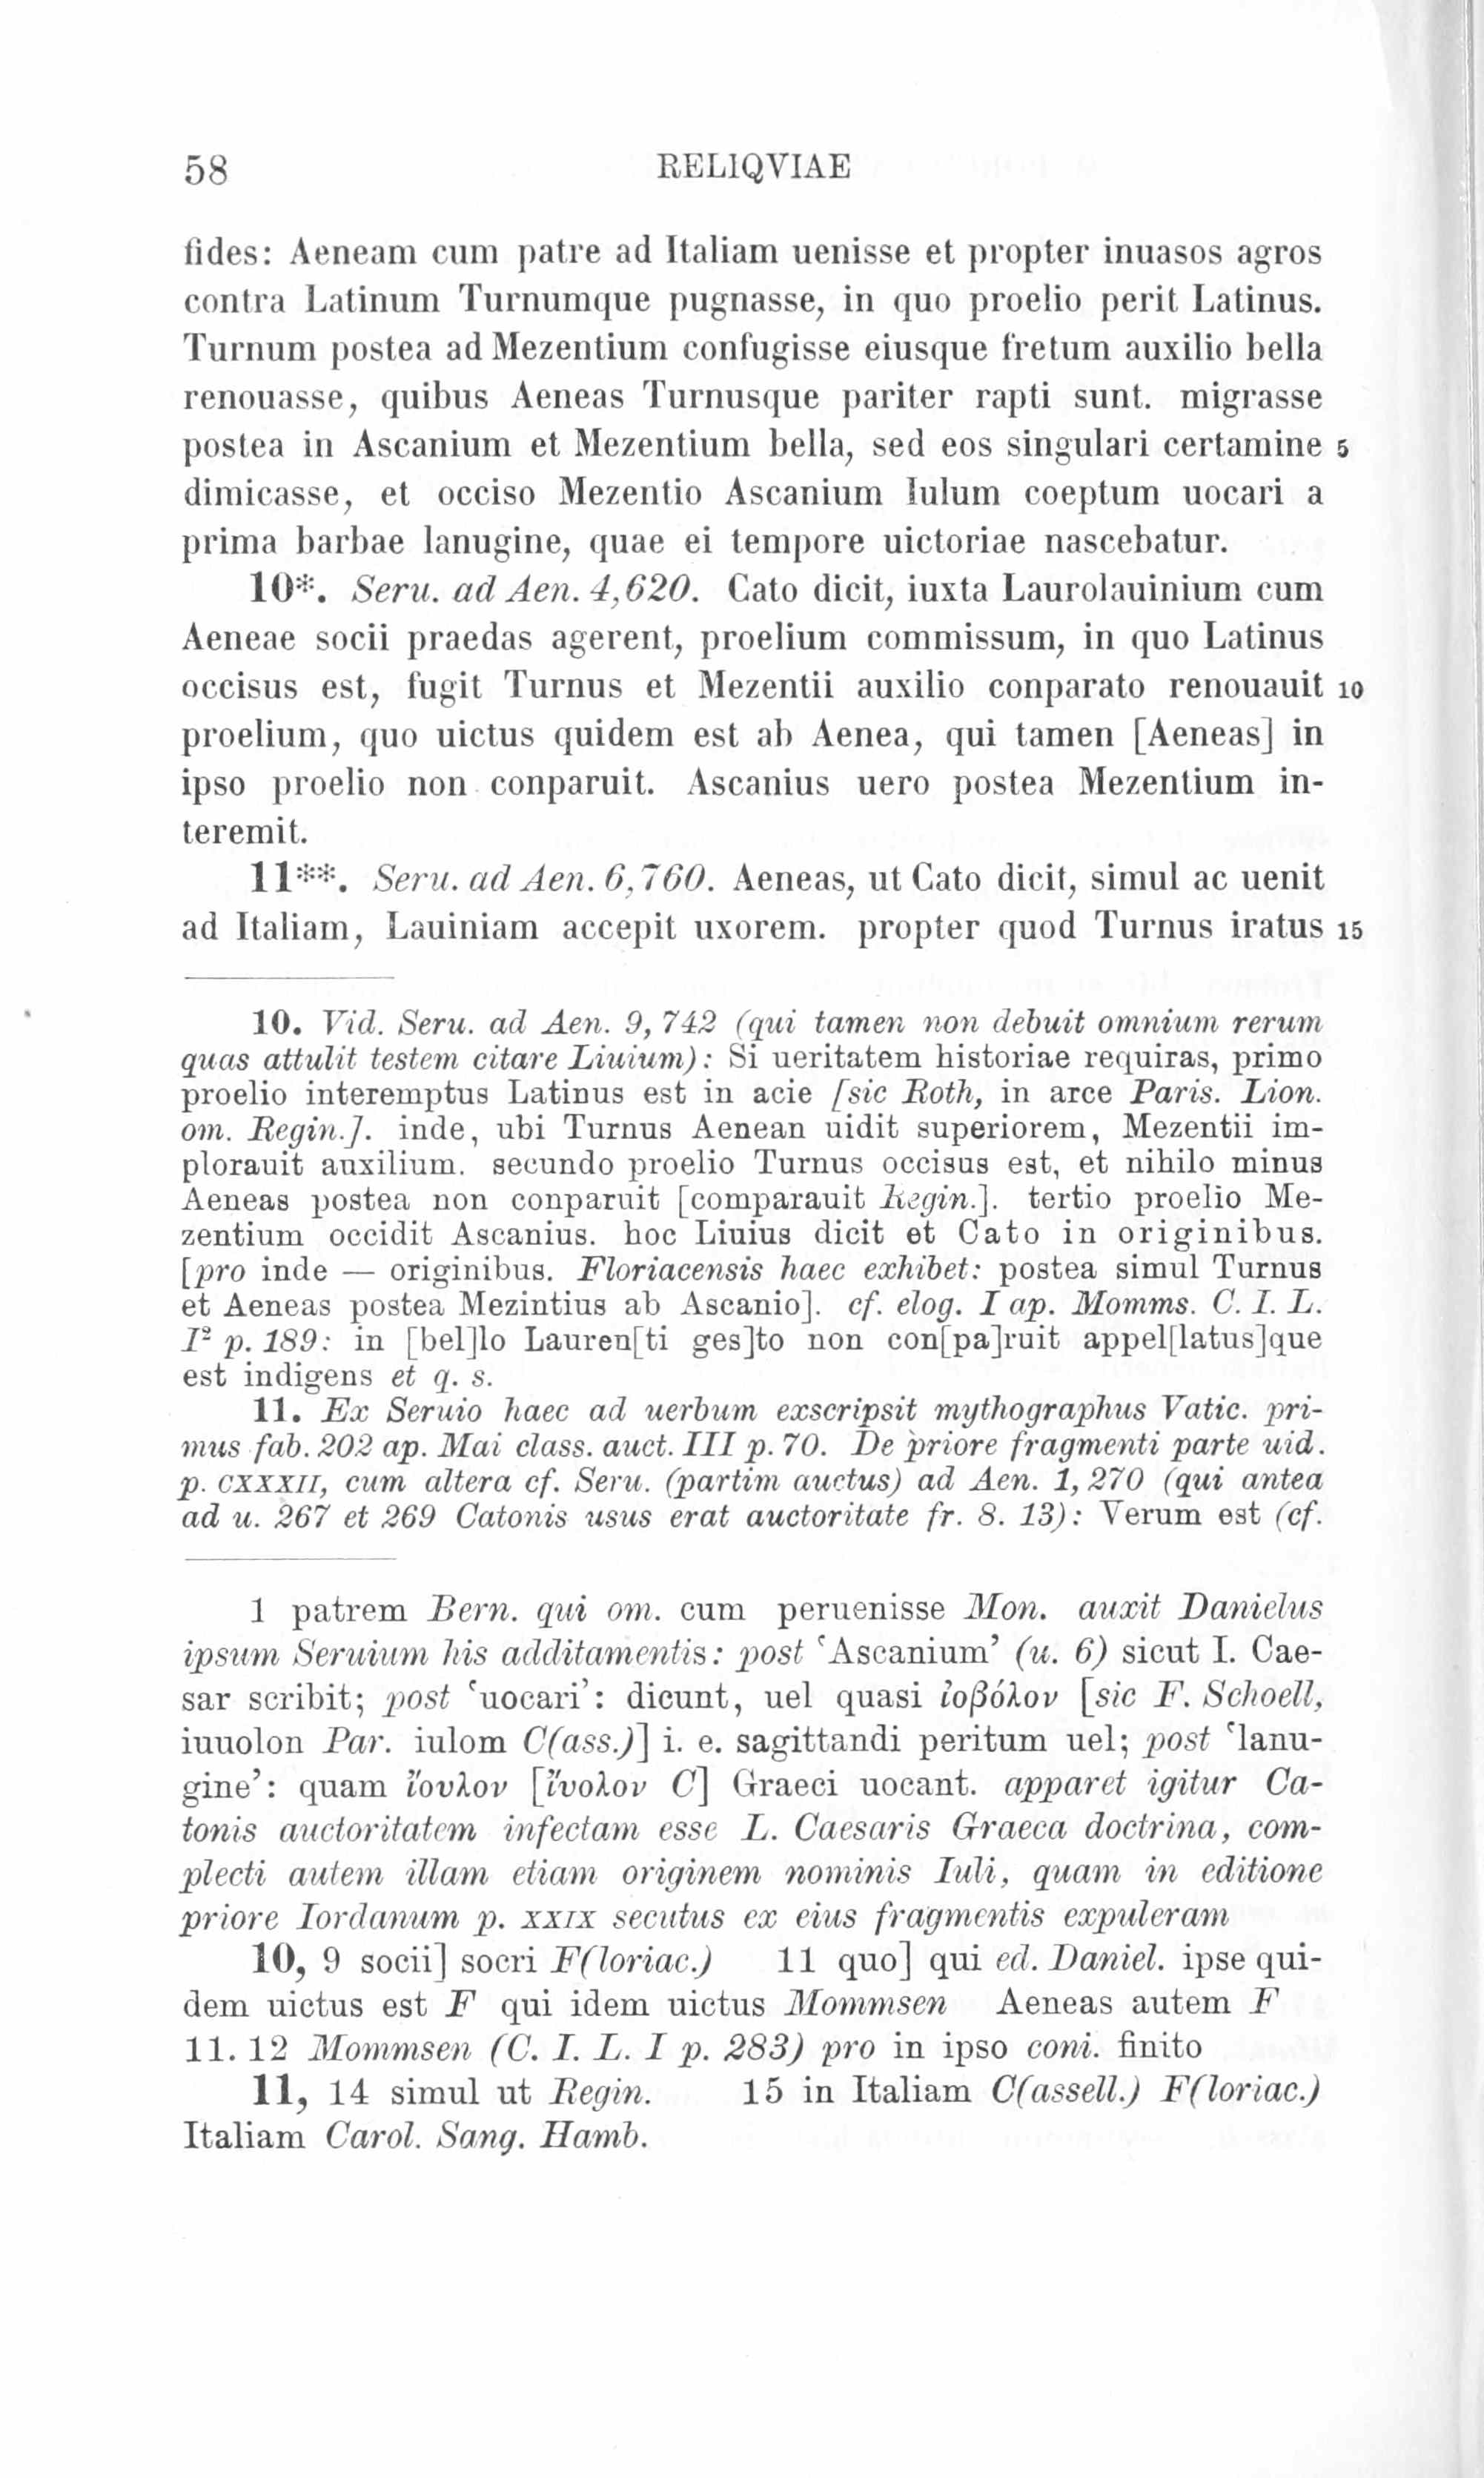 58 RELIQVIAE
fides: Aeneam cum patre ad Italiam uenisse et propter inuasos agros
contra Latinum Turnumque pugnasse, in quo proelio perit Latinus.
Turnum postea ad Mezentium confugisse eiusque fretum auxilio bella
renouasse, quibus Aeneas Turnusque pariter rapti sunt. migrasse
postea in Ascanium et Mezentium bella, sed eos singulari certamine 5
dimicasse, et occiso Mezentio Ascanium Iulum coeptum uocari a
prima barbae lanugine, quae ei tempore uictoriae nascebatur.
10*. Seru. ad Aen. 4,620. Cato dicit, iuxta Laurolauinium cum
Aeneae socii praedas agerent, proelium commissum, in quo Latinus
occisus est, fugit Turnus et Mezentii auxilio conparato renouauit 10
proelium, quo uictus quidem est ab Aenea, qui tamen [Aeneas] in
ipso proelio non conparuit. Ascanius uero postea Mezentium in-
teremit.
11**. Seru. ad Aen. 6,760. Aeneas, ut Cato dicit, simul ac uenit
ad Italiam, Lauiniam accepit uxorem. propter quod Turnus iratus 15
10. Vid. Seru. ad Aen. 9, 742 (qui tamen non debuit omnium rerum
quas attulit testem citare Liuium): Si ueritatem historiae requiras, primo
proelio interemptus Latinus est in acie [sic Roth, in arce Paris. Lion.
om. Regin.]. inde, ubi Turnus Aenean uidit superiorem, Mezentii im-
plorauit auxilium. secundo proelio Turnus occisus est, et nihilo minus
Aeneas postea non conparuit [comparauit Regin.]. tertio proelio Me-
zentium occidit Ascanius. hoc Liuius dicit et Cato in originibus.
[pro inde — originibus. Floriacensis haec exhibet: postea simul Turnus
et Aeneas postea Mezintius ab Ascanio]. cf. elog. I ap. Momms. C. I. L.
I² p. 189: in [bel]lo Lauren[ti ges]to non con[pa]ruit appel[latus]que
est indigens et q. s.
11. Ex Seruio haec ad uerbum exscripsit mythographus Vatic. pri-
mus fab. 202 ap. Mai class. auct. III p. 70. De priore fragmenti parte uid.
p. CXXXII, cum altera cf. Seru. (partim auctus) ad Aen. 1, 270 (qui antea
ad u. 267 et 269 Catonis usus erat auctoritate fr. 8. 13): Verum est (cf.
1 patrem Bern. qui om. cum peruenisse Mon. auxit Danielus
ipsum Seruium his additamentis: post ‘Ascanium’ (u. 6) sicut I. Cae-
sar scribit; post ‘uocari’: dicunt, uel quasi ἰοβόλον [sic F. Schoell,
iuuolon Par. iulom C(ass.)] i. e. sagittandi peritum uel; post ‘lanu-
gine’: quam ἴουλον [ἴυολον C] Graeci uocant. apparet igitur Ca-
tonis auctoritatem infectam esse L. Caesaris Graeca doctrina, com-
plecti autem illam etiam originem nominis Iuli, quam in editione
priore Iordanum p. XXIX secutus ex eius fragmentis expuleram
10, 9 socii] socri F(loriac.) 11 quo] qui ed. Daniel. ipse qui-
dem uictus est F qui idem uictus Mommsen Aeneas autem F
11. 12 Mommsen (C. I. L. I p. 283) pro in ipso coni. finito
11, 14 simul ut Regin. 15 in Italiam C(assell.) F(loriac.)
Italiam Carol. Sang. Hamb.